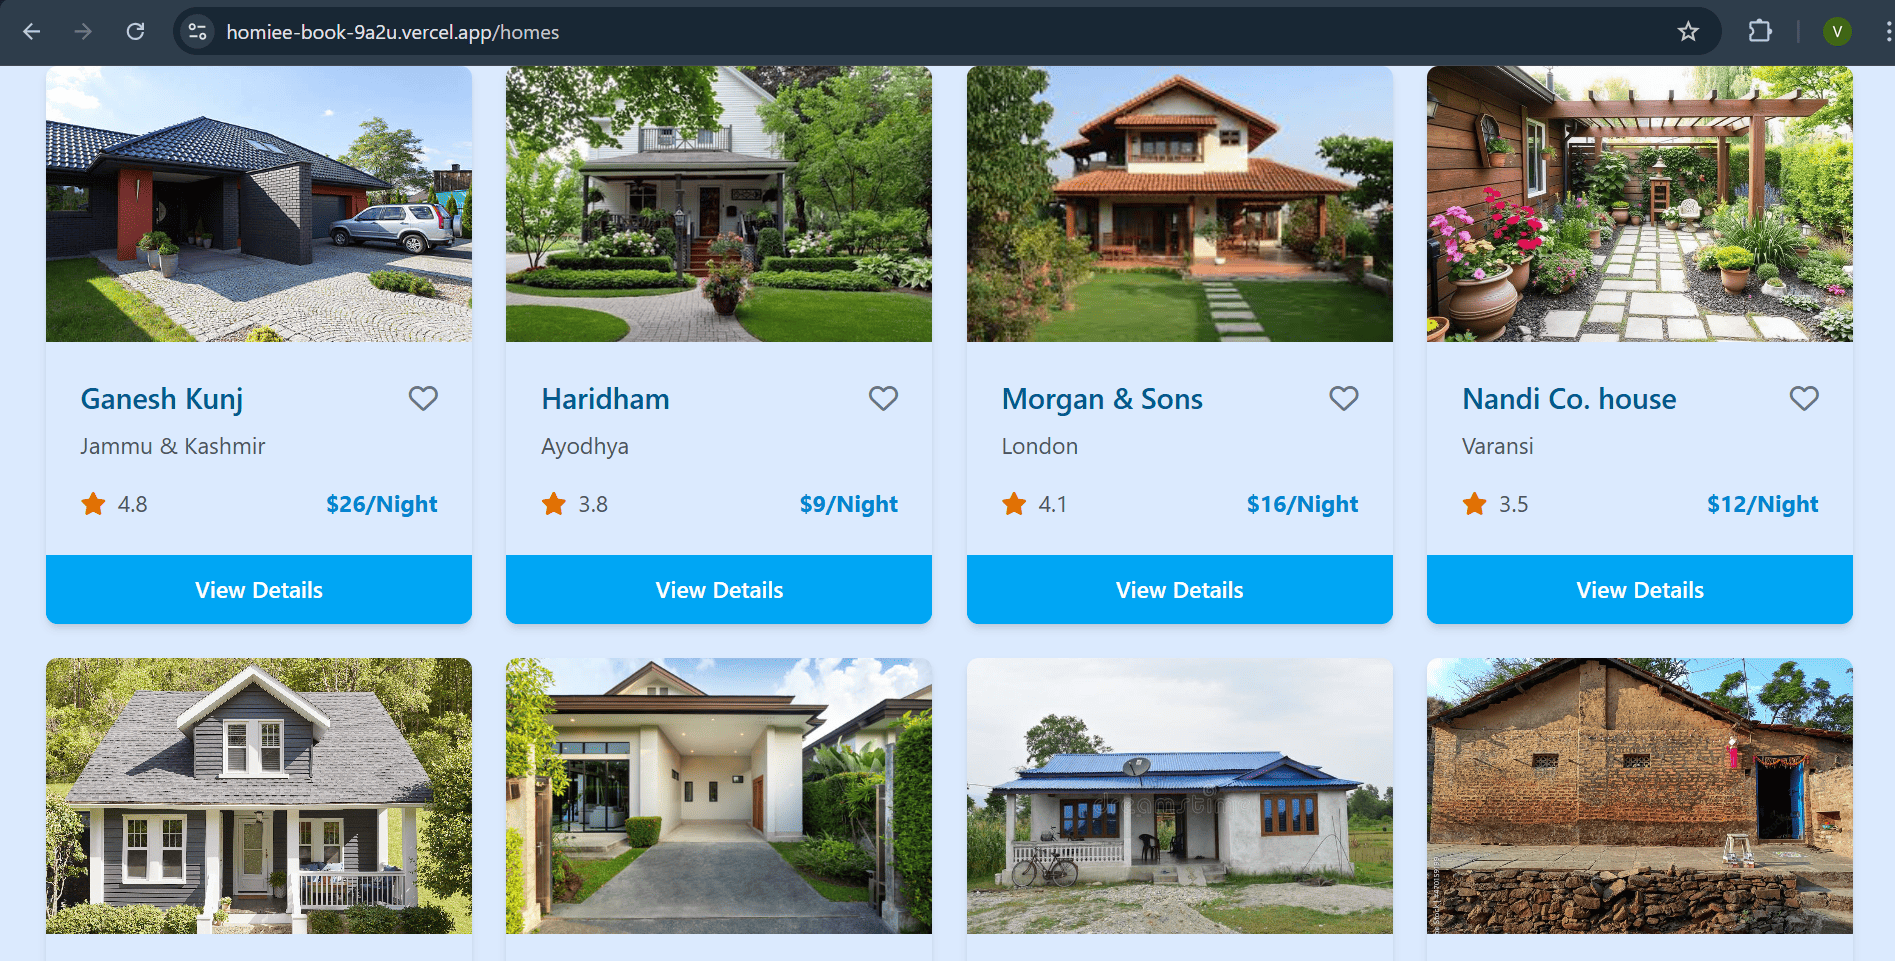 homiee-book-9a2u.vercel.app/homes
V
Ganesh Kunj
Jammu & Kashmir
4.8
$26/Night
View Details
Haridham
Ayodhya
3.8
$9/Night
View Details
Morgan & Sons
London
4.1
$16/Night
View Details
Nandi Co. house
Varansi
3.5
$12/Night
View Details